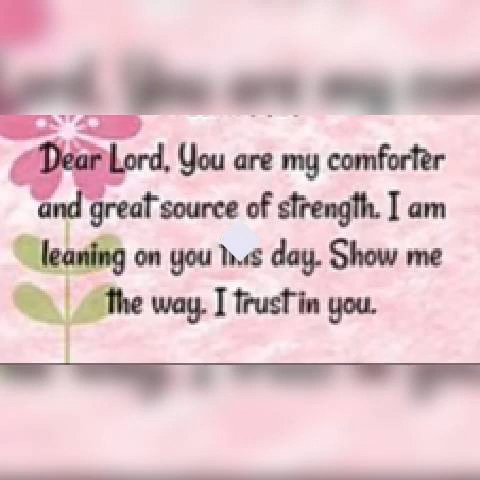 Dear Lord, You are my comforter
and great source of strength. I am
leaning on you this day. Show me
the way. I trust in you.